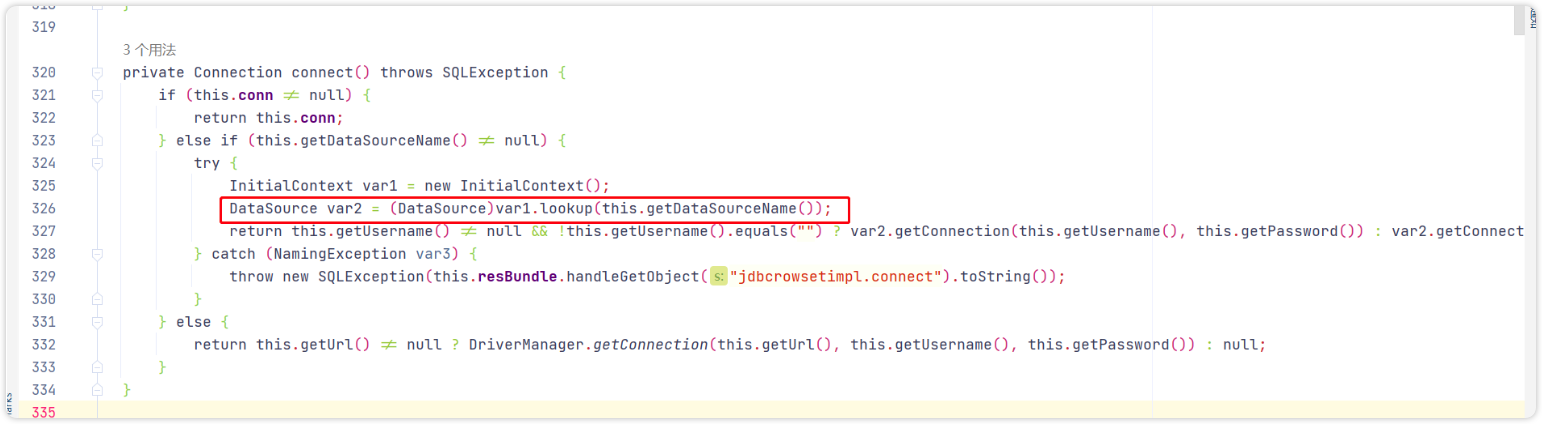 319
3 个用法
320 private Connection connect() throws SQLException {
321 if (this.conn ≠ null) {
322 return this.conn;
323 } else if (this.getDataSourceName() ≠ null) {
324 try {
325 InitialContext var1 = new InitialContext();
326 DataSource var2 = (DataSource)var1.lookup(this.getDataSourceName());
327 return this.getUsername() ≠ null && !this.getUsername().equals("") ? var2.getConnection(this.getUsername(), this.getPassword()) : var2.getConnect
328 } catch (NamingException var3) {
329 throw new SQLException(this.resBundle.handleGetObject( s: "jdbcrowsetimpl.connect").toString());
330 }
331 } else {
332 return this.getUrl() ≠ null ? DriverManager.getConnection(this.getUrl(), this.getUsername(), this.getPassword()) : null;
333 }
334 }
335